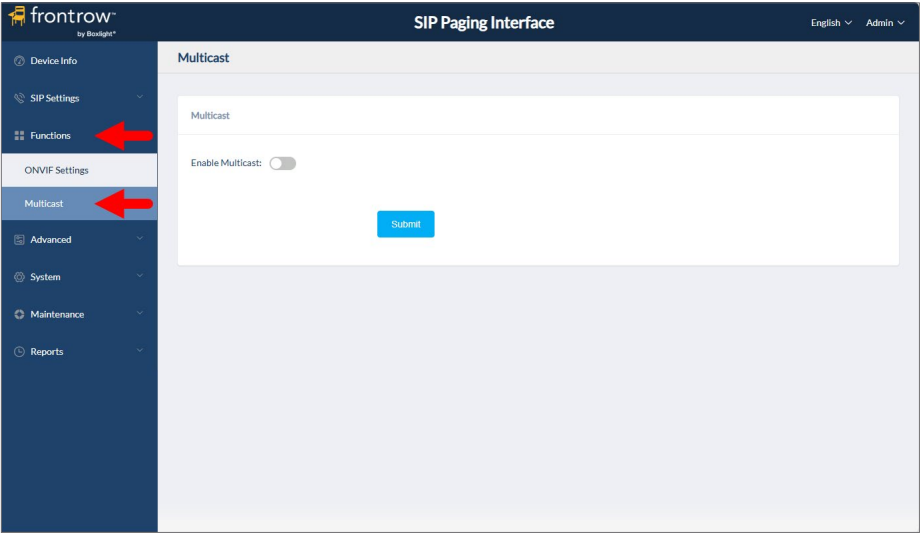 frontrow™
by Boxlight®
SIP Paging Interface
English
Admin
Device Info
SIP Settings
Functions
ONVIF Settings
Multicast
Advanced
System
Maintenance
Reports
Multicast
Multicast
Enable Multicast:
Submit